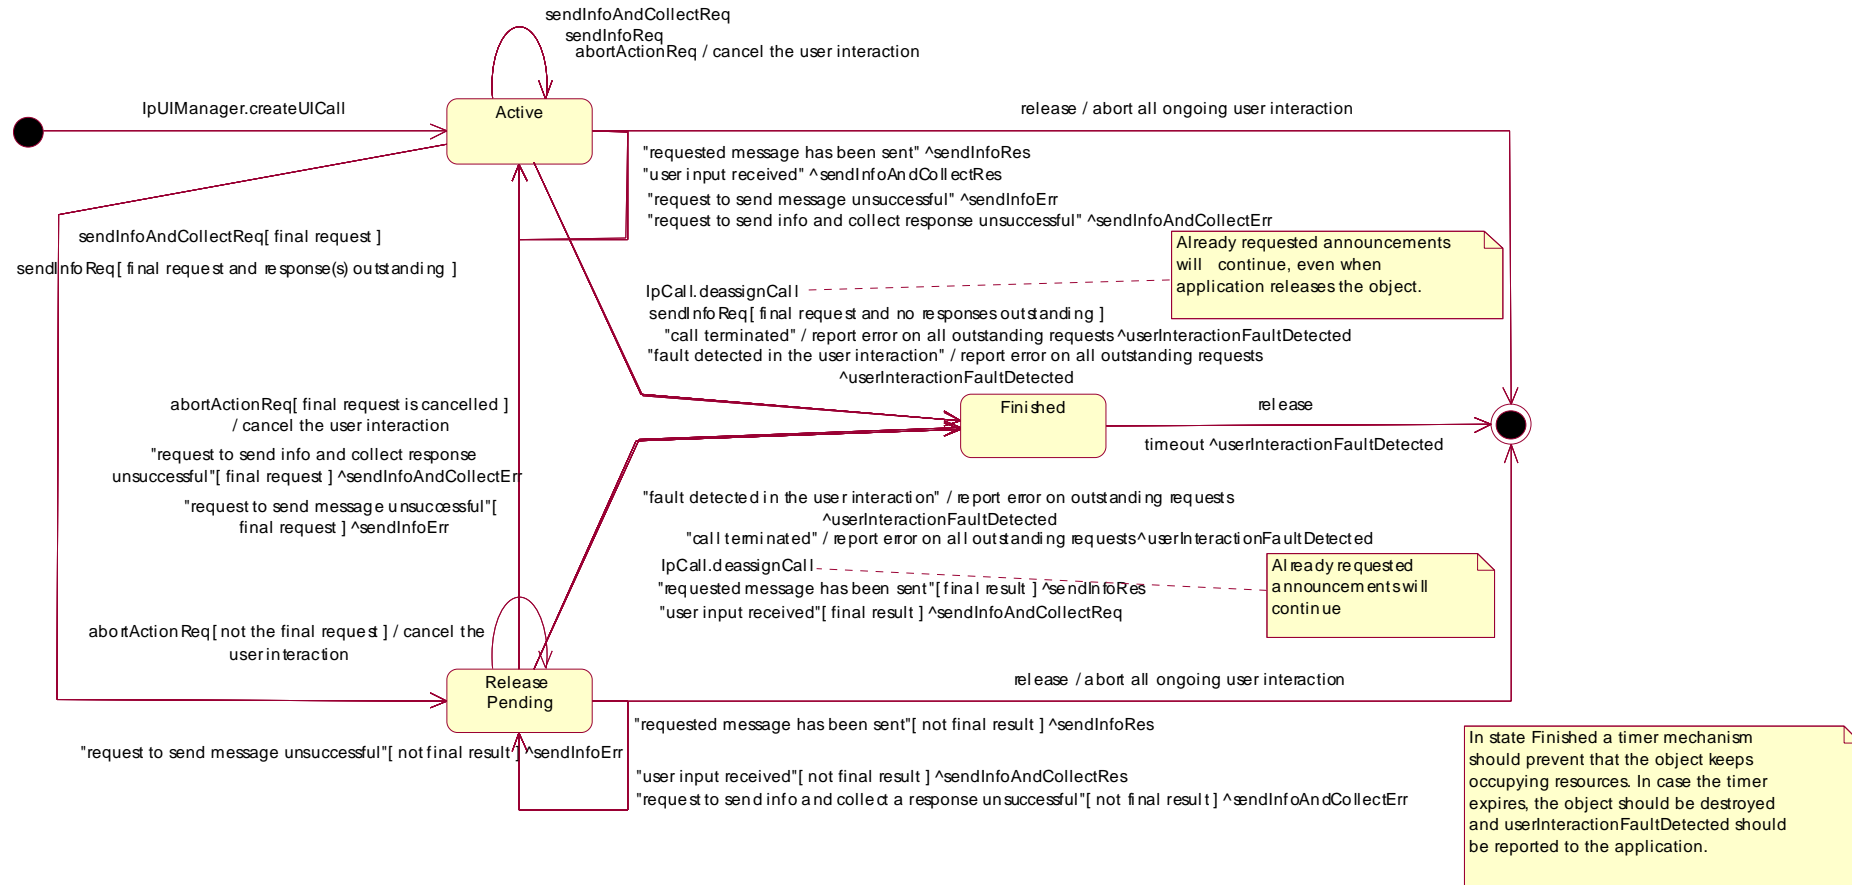 sendInfoAndCollectReq
sendInfoReq
abortActionReq / cancel the user interaction
IpUIManager.createUICall
Active
release / abort all ongoing user interaction
"requested message has been sent" ^sendInfoRes
"user input received" ^sendInfoAndCollectRes
"request to send message unsuccessful" ^sendInfoErr
"request to send info and collect response unsuccessful" ^sendInfoAndCollectErr
sendInfoAndCollectReq[ final request ]
sendInfoReq[ final request and response(s) outstanding ]
Already requested announcements
will continue, even when
application releases the object.
IpCall.deassignCall
sendInfoReq[ final request and no responses outstanding ]
"call terminated" / report error on all outstanding requests ^userInteractionFaultDetected
"fault detected in the user interaction" / report error on all outstanding requests
^userInteractionFaultDetected
abortActionReq[ final request is cancelled ]
/ cancel the user interaction
"request to send info and collect response
unsuccessful"[ final request ] ^sendInfoAndCollectErr
"request to send message unsuccessful"[
final request ] ^sendInfoErr
Finished
release
timeout ^userInteractionFaultDetected
"fault detected in the user interaction" / report error on outstanding requests
^userInteractionFaultDetected
"call terminated" / report error on all outstanding requests ^userInteractionFaultDetected
IpCall.deassignCall
"requested message has been sent"[ final result ] ^sendInfoRes
"user input received"[ final result ] ^sendInfoAndCollectReq
Already requested
announcements will
continue
abortActionReq[ not the final request ] / cancel the
user interaction
Release
Pending
release / abort all ongoing user interaction
"requested message has been sent"[ not final result ] ^sendInfoRes
"request to send message unsuccessful"[ not final result ] ^sendInfoErr
"user input received"[ not final result ] ^sendInfoAndCollectRes
"request to send info and collect a response unsuccessful"[ not final result ] ^sendInfoAndCollectErr
In state Finished a timer mechanism
should prevent that the object keeps
occupying resources. In case the timer
expires, the object should be destroyed
and userInteractionFaultDetected should
be reported to the application.